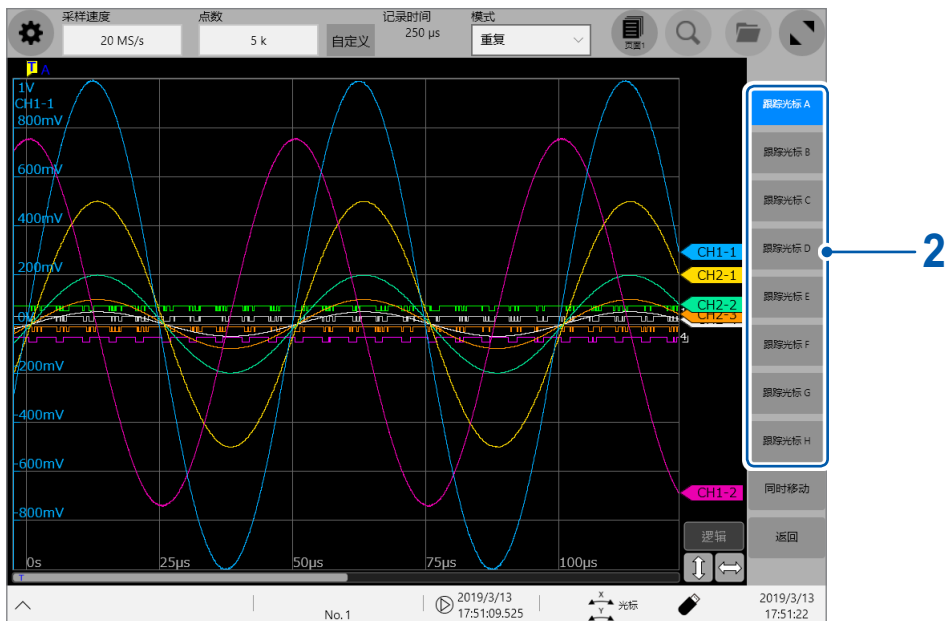 采样速度
点数
记录时间
模式
20 MS/s
5 k
自定义
250 μs
重复
页面1
T A
1V
CH1-1
800mV
600mV
400mV
200mV
0V
-200mV
-400mV
-600mV
-800mV
0s
25μs
50μs
75μs
100μs
T
CH1-1
CH2-1
CH2-2
CH2-3
4
CH1-2
逻辑
跟踪光标 A
跟踪光标 B
跟踪光标 C
跟踪光标 D
跟踪光标 E
跟踪光标 F
跟踪光标 G
跟踪光标 H
同时移动
返回
2
No. 1
2019/3/13
17:51:09.525
X
Y
光标
2019/3/13
17:51:22